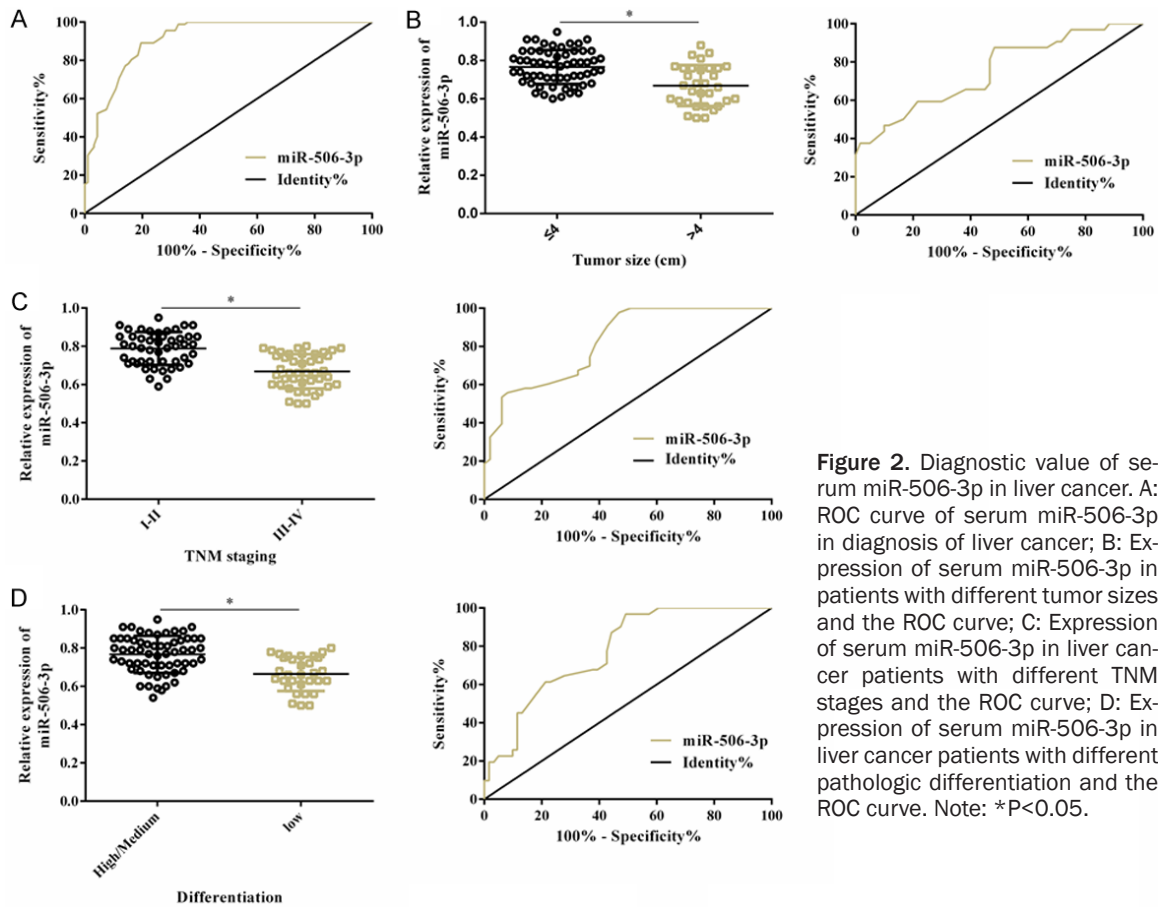 A
100
80
60
40
20
0
Sensitivity%
miR-506-3p
Identity%
0 20 40 60 80 100
100% - Specificity%
B
1.0
0.8
0.6
0.4
0.2
0.0
Relative expression of
miR-506-3p
*
≤4
>4
Tumor size (cm)
100
80
60
40
20
0
Sensitivity%
miR-506-3p
Identity%
0 20 40 60 80 100
100% - Specificity%
C
1.0
0.8
0.6
0.4
0.2
0.0
Relative expression of
miR-506-3p
*
I-II
III-IV
TNM staging
100
80
60
40
20
0
Sensitivity%
miR-506-3p
Identity%
0 20 40 60 80 100
100% - Specificity%
D
1.0
0.8
0.6
0.4
0.2
0.0
Relative expression of
miR-506-3p
*
High/Medium
low
Differentiation
100
80
60
40
20
0
Sensitivity%
miR-506-3p
Identity%
0 20 40 60 80 100
100% - Specificity%
Figure 2. Diagnostic value of se-
rum miR-506-3p in liver cancer. A:
ROC curve of serum miR-506-3p
in diagnosis of liver cancer; B: Ex-
pression of serum miR-506-3p in
patients with different tumor sizes
and the ROC curve; C: Expression
of serum miR-506-3p in liver can-
cer patients with different TNM
stages and the ROC curve; D: Ex-
pression of serum miR-506-3p in
liver cancer patients with different
pathologic differentiation and the
ROC curve. Note: *P<0.05.